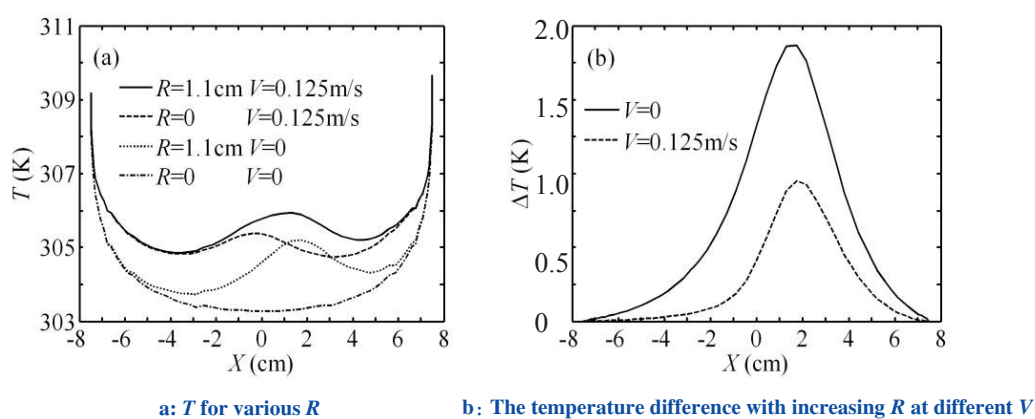 311
309
307
305
303
T (K)
(a)
R=1.1cm V=0.125m/s
R=0 V=0.125m/s
R=1.1cm V=0
R=0 V=0
-8 -6 -4 -2 0 2 4 6 8
X (cm)
a: T for various R
2.0
1.5
1.0
0.5
0
ΔT (K)
(b)
V=0
V=0.125m/s
-8 -6 -4 -2 0 2 4 6 8
X (cm)
b: The temperature difference with increasing R at different V